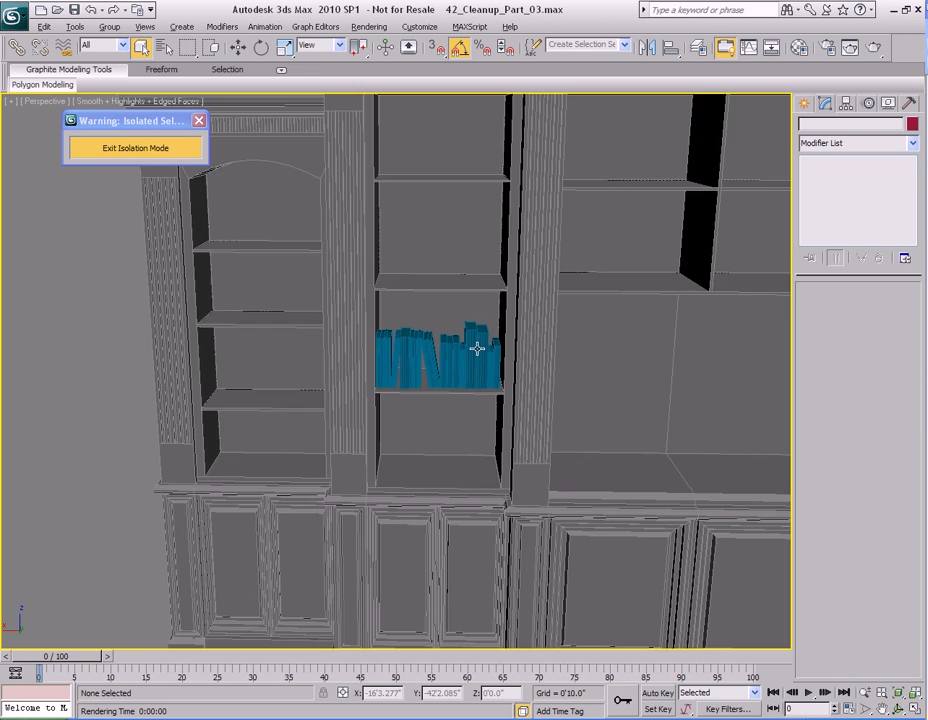 Autodesk 3ds Max 2010 SP1 - Not for Resale 42_Cleanup_Part_03.max
Type a keyword or phrase
Edit Tools Group Views Create Modifiers Animation Graph Editors Rendering Customize MAXScript Help
All
View
Create Selection Se
Graphite Modeling Tools Freeform Selection
Polygon Modeling
[ + ] [ Perspective ] [ Smooth + Highlights + Edged Faces ]
Warning: Isolated Sel...
Exit Isolation Mode
Modifier List
z
x
0 / 100
0 5 10 15 20 25 30 35 40 45 50 55 60 65 70 75 80 85 90 95 100
None Selected
X: -16'3.277"
Y: -42'2.085"
Z: 0'0.0"
Grid = 0'10.0"
Auto Key
Selected
Welcome to M
Rendering Time 0:00:00
Add Time Tag
Set Key
Key Filters...
0